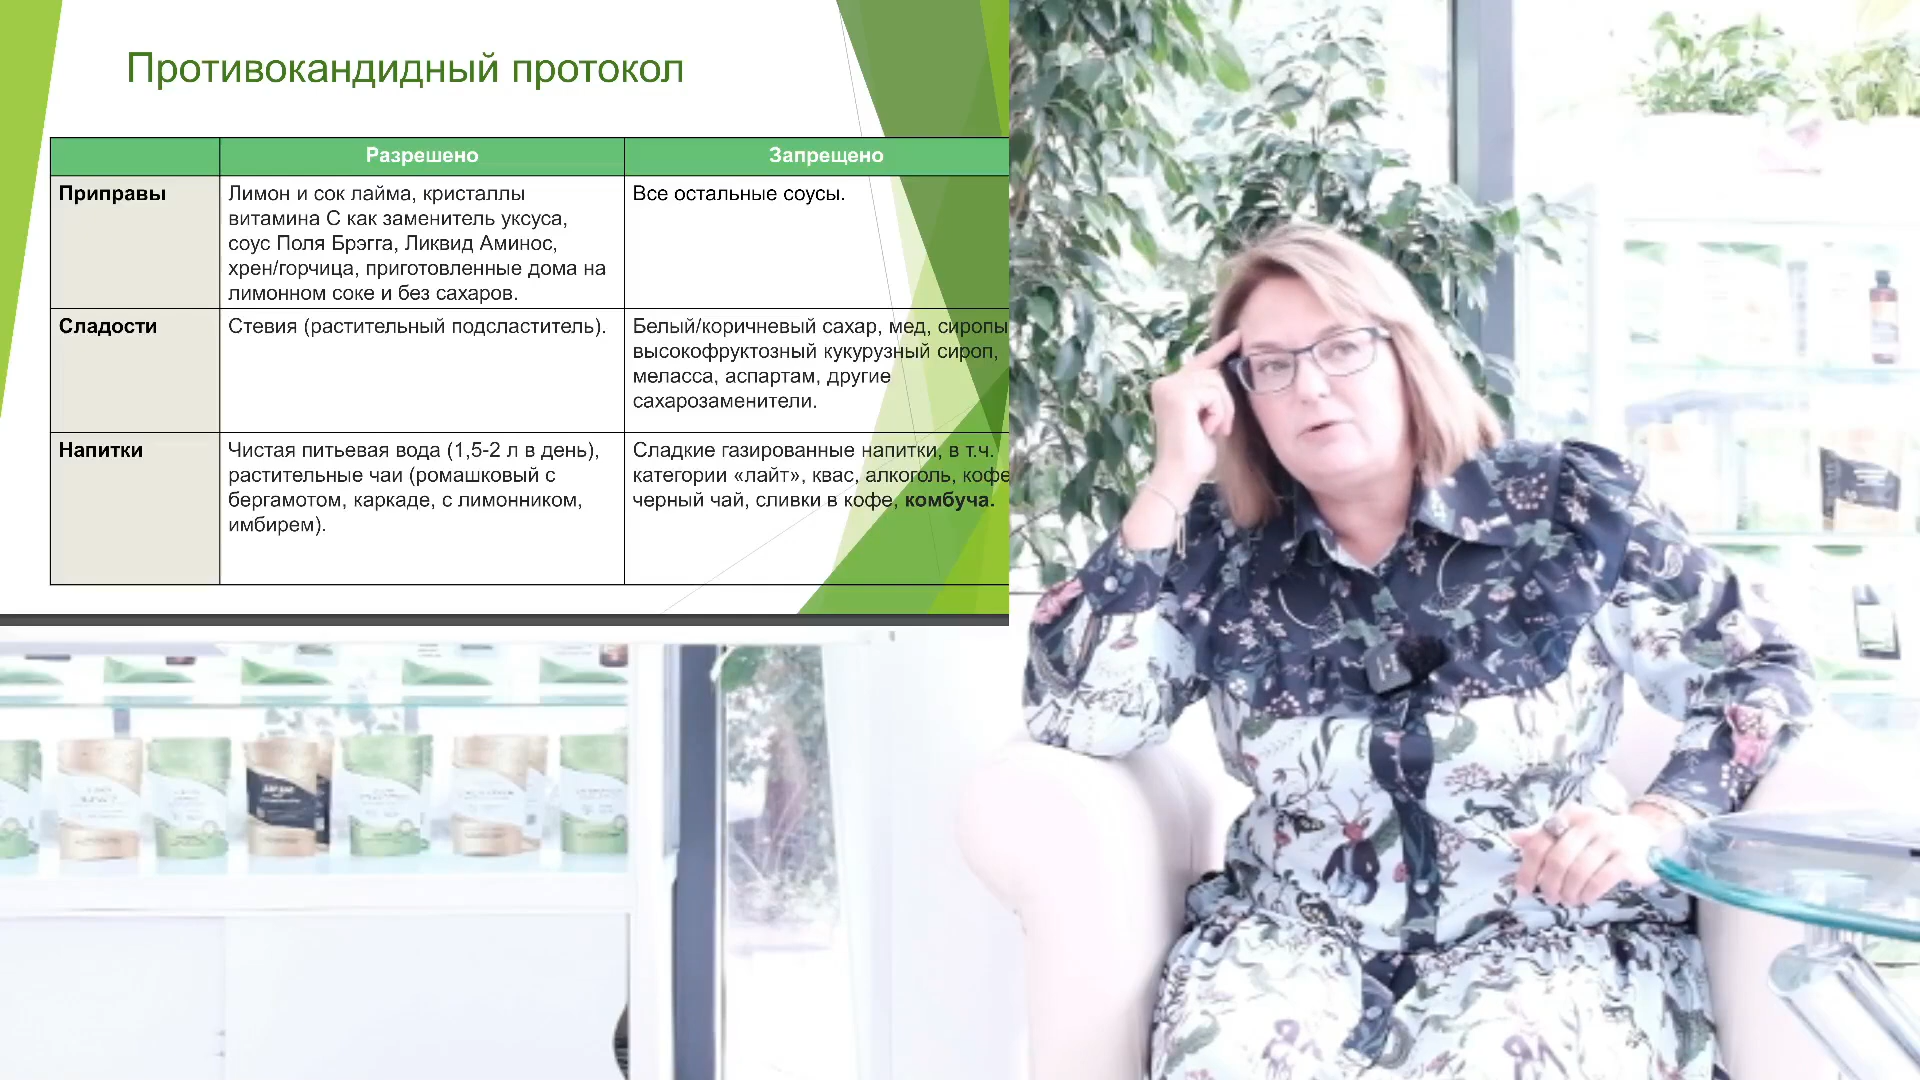 Противокандидный протокол
Разрешено
Запрещено
Приправы
Лимон и сок лайма, кристаллы
витамина С как заменитель уксуса,
соус Поля Брэгга, Ликвид Аминос,
хрен/горчица, приготовленные дома на
лимонном соке и без сахаров.
Все остальные соусы.
Сладости
Стевия (растительный подсластитель).
Белый/коричневый сахар, мед, сиропы
высокофруктозный кукурузный сироп,
меласса, аспартам, другие
сахарозаменители.
Напитки
Чистая питьевая вода (1,5-2 л в день),
растительные чаи (ромашковый с
бергамотом, каркаде, с лимонником,
имбирем).
Сладкие газированные напитки, в т.ч.
категории «лайт», квас, алкоголь, кофе
черный чай, сливки в кофе, комбуча.